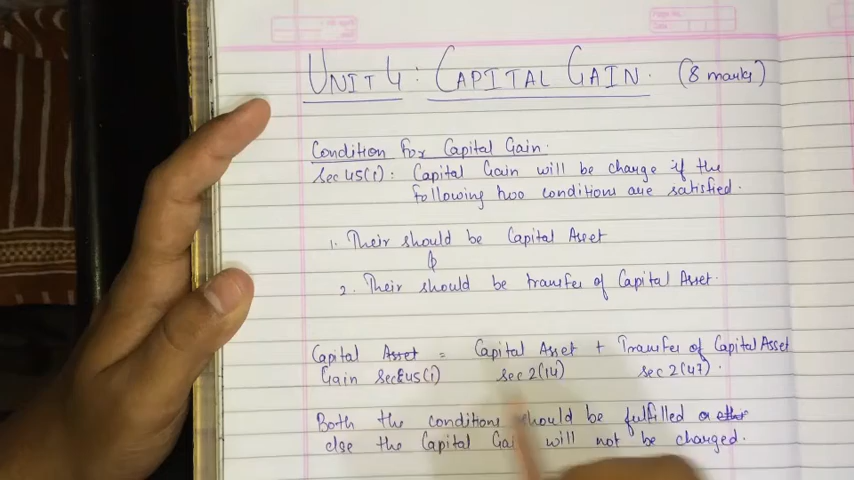 UNIT 4 : CAPITAL GAIN. (8 marks)
Condition For Capital Gain.
Sec 45(1): Capital Gain will be charge if the
following two conditions are satisfied.
1. Their should be Capital Asset
&
2. Their should be transfer of Capital Asset.
Capital Asset = Capital Asset + Transfer of Capital Asset
Gain sec 45(1) sec 2(14) sec 2(47).
Both the conditions should be fulfilled or other
else the Capital Gain will not be charged.